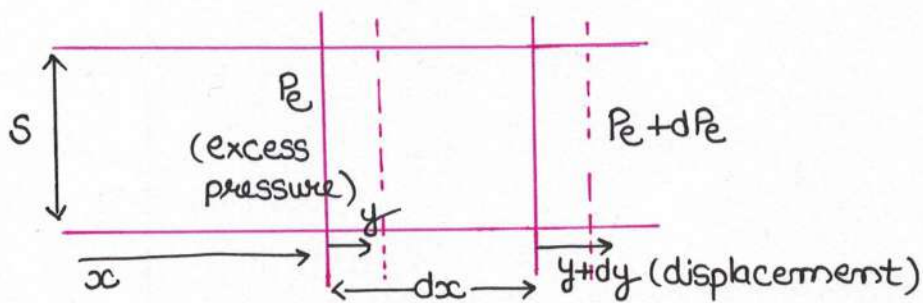 Pe
S
(excess
pressure)
Pe + dPe
y
x
dx
y+dy (displacement)